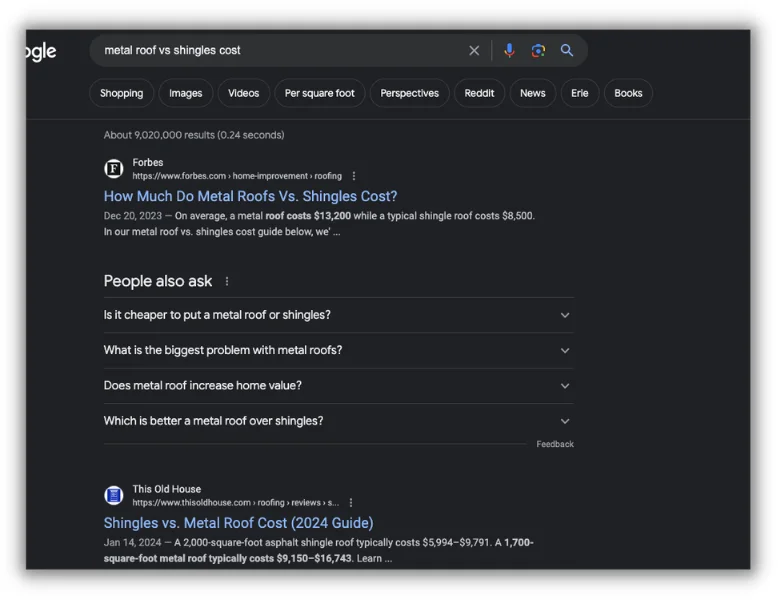 ogle
metal roof vs shingles cost
Shopping Images Videos Per square foot Perspectives Reddit News Erie Books
About 9,020,000 results (0.24 seconds)
F
Forbes
https://www.forbes.com › home-improvement › roofing
How Much Do Metal Roofs Vs. Shingles Cost?
Dec 20, 2023 — On average, a metal roof costs $13,200 while a typical shingle roof costs $8,500.
In our metal roof vs. shingles cost guide below, we' ...
People also ask
Is it cheaper to put a metal roof or shingles?
What is the biggest problem with metal roofs?
Does metal roof increase home value?
Which is better a metal roof over shingles?
Feedback
This Old House
https://www.thisoldhouse.com › roofing › reviews › s...
Shingles vs. Metal Roof Cost (2024 Guide)
Jan 14, 2024 — A 2,000-square-foot asphalt shingle roof typically costs $5,994–$9,791. A 1,700-
square-foot metal roof typically costs $9,150–$16,743. Learn ...